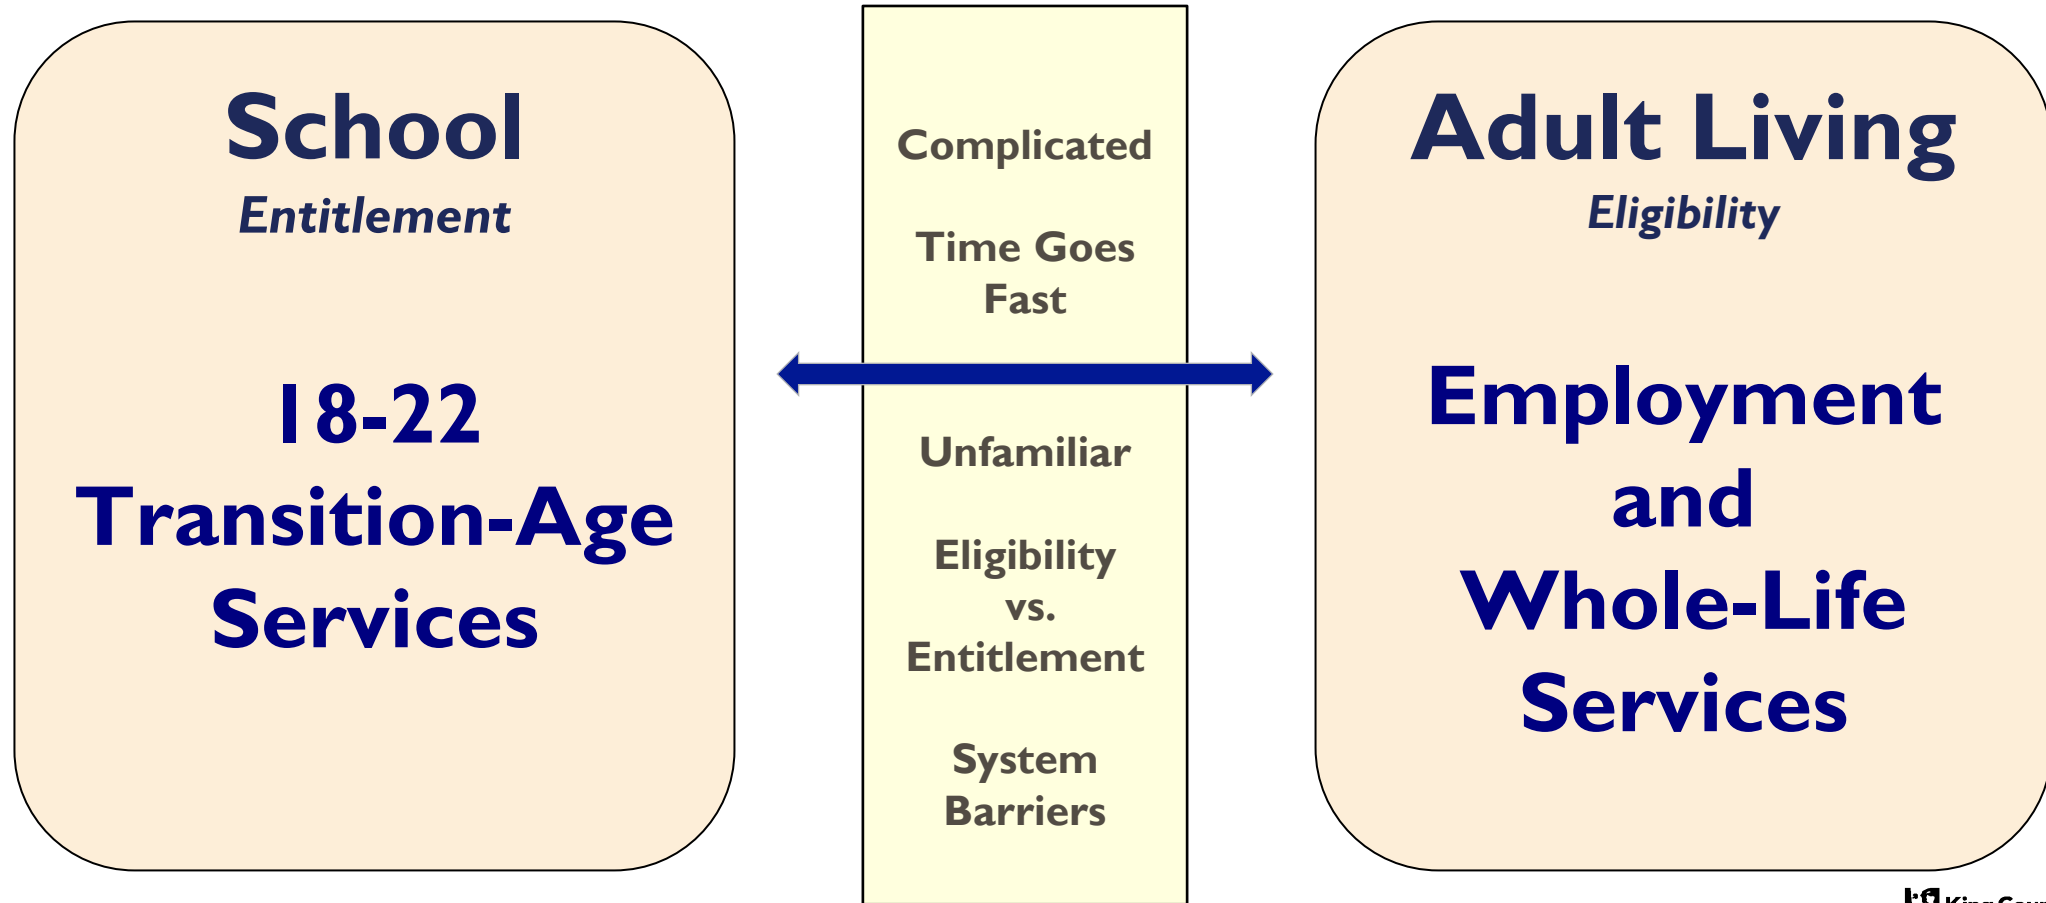 School
Entitlement
18-22
Transition-Age
Services
Complicated
Time Goes
Fast
Unfamiliar
Eligibility
vs.
Entitlement
System
Barriers
Adult Living
Eligibility
Employment
and
Whole-Life
Services
King